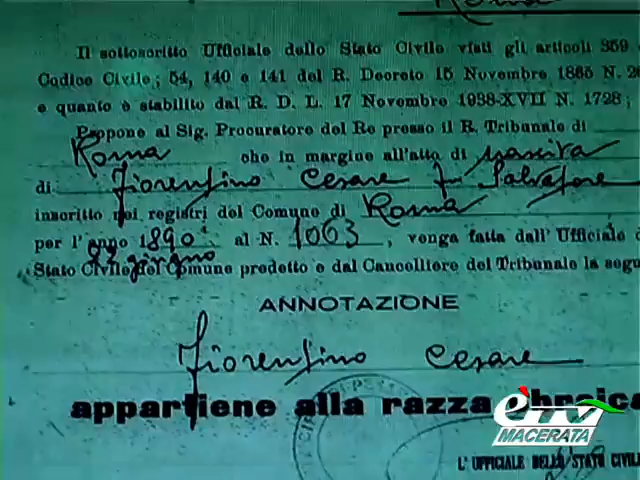 Roma
Il sottoscritto Ufficiale dello Stato Civile visti gli articoli 359
Codice Civile; 54, 140 e 141 del R. Decreto 15 Novembre 1865 N. 26
e quanto è stabilito dal R. D. L. 17 Novembre 1938-XVII N. 1728;
Propone al Sig. Procuratore del Re presso il R. Tribunale di
Roma che in margine all'atto di nascita
di Fiorentino Cesare fu Salvatore
inscritto nei registri del Comune di Roma
per l'anno 1890 al N. 1063, venga fatta dall'Ufficiale d
22 giugno
Stato Civile del Comune predetto e dal Cancelliere del Tribunale la segu
ANNOTAZIONE
Fiorentino Cesare
appartiene alla razza ebraica
èTV
MACERATA
L'UFFICIALE DELLO STATO CIVIL